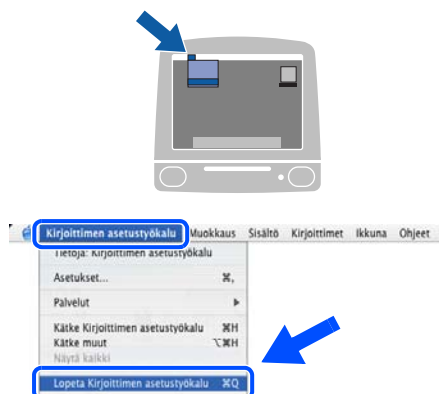 Kirjoittimen asetustyökalu Muokkaus Sisältö Kirjoittimet Ikkuna Ohjeet
Tietoja: Kirjoittimen asetustyökalu
Asetukset... ⌘,
Palvelut ▶
Kätke Kirjoittimen asetustyökalu ⌘H
Kätke muut ⌥⌘H
Näytä kaikki
Lopeta Kirjoittimen asetustyökalu ⌘Q